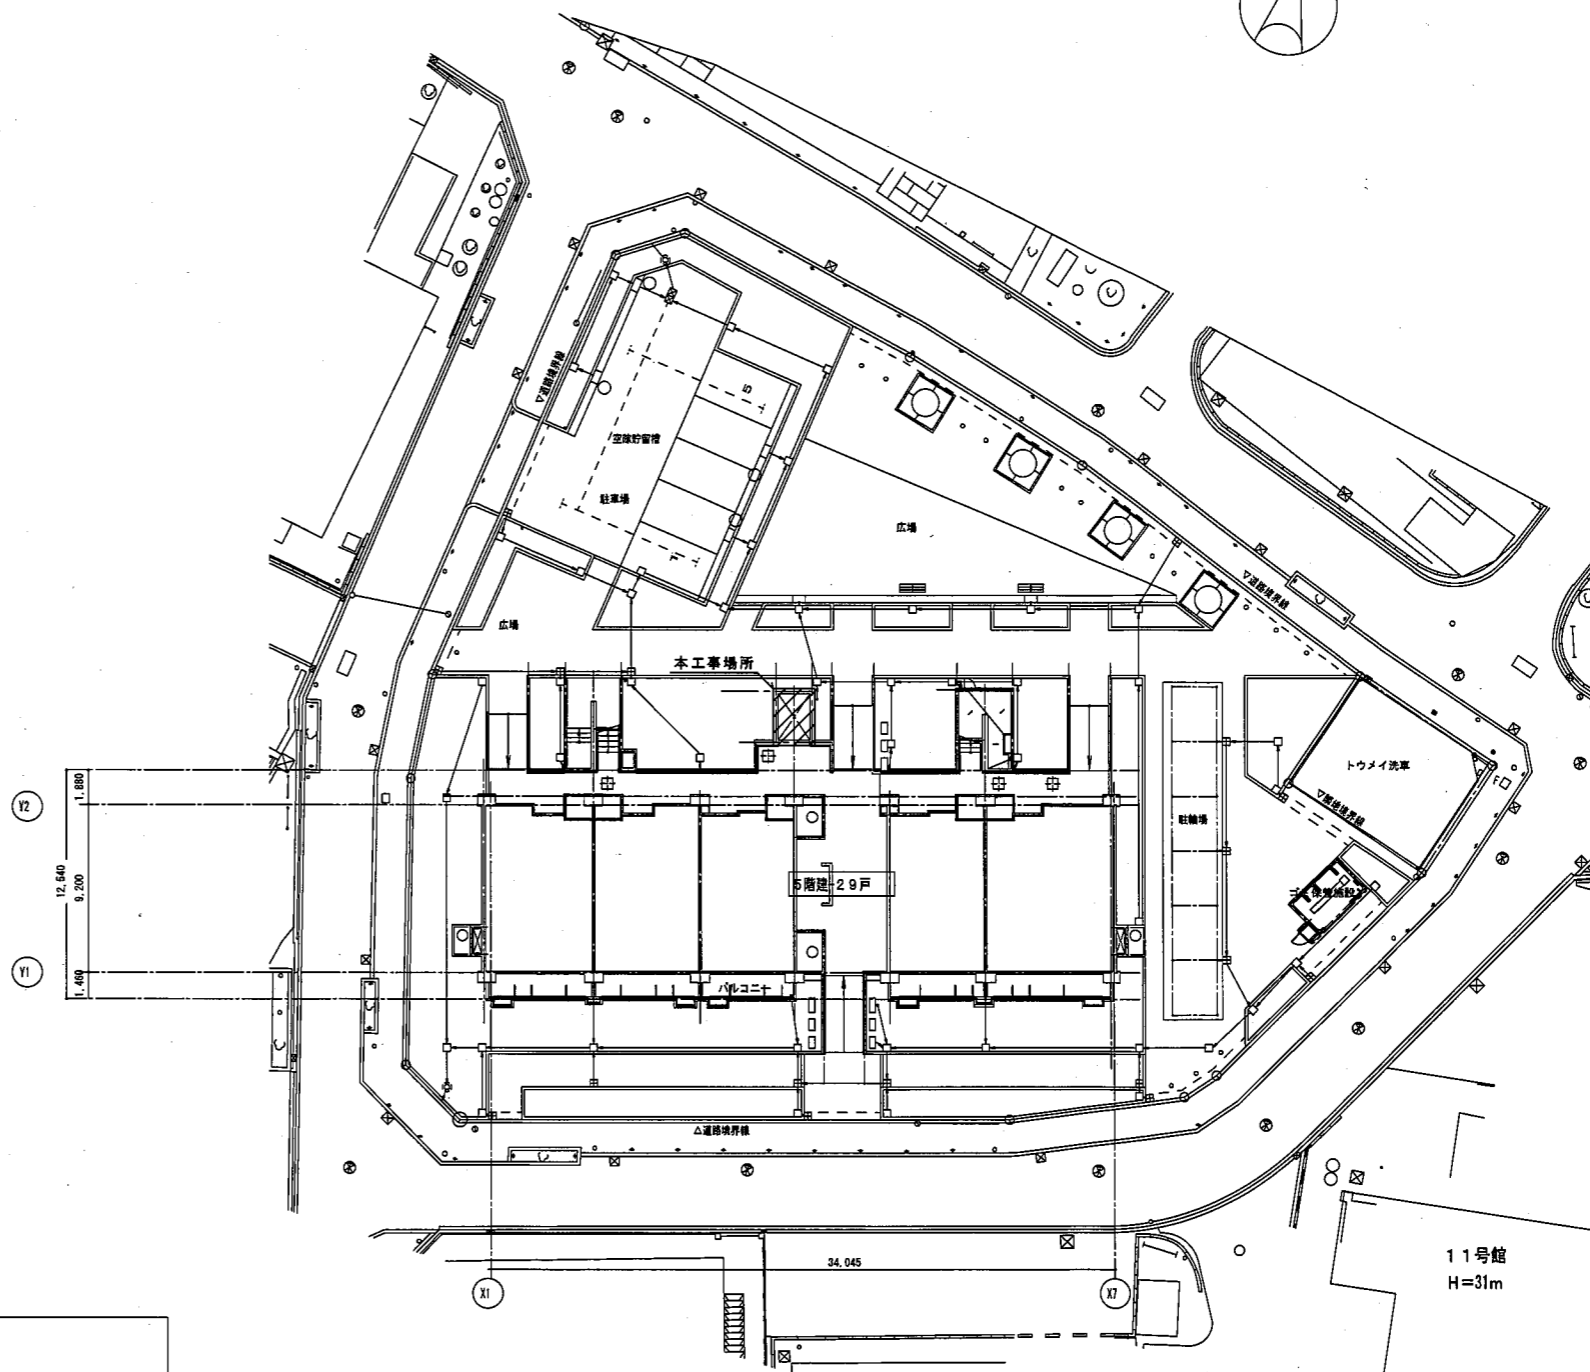 ▽道路境界線
5
空隙貯留槽
駐車場
広場
広場
▽道路境界線
本工事場所
トウメイ洗車
▽隣地境界線
駐輪場
5階建 29戸
バルコニー
Y2
1,880
12,540
9,200
Y1
1,460
△道路境界線
34,045
X1
X7
11号館
H=31m